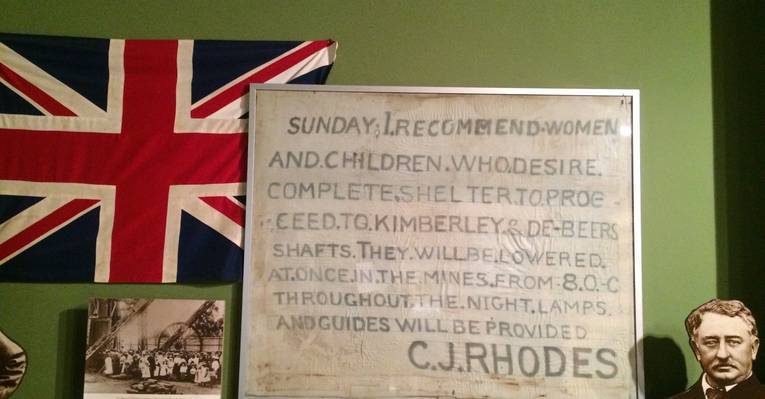 SUNDAY, I.RECOMMEND.WOMEN
AND.CHILDREN.WHO.DESIRE.
COMPLETE.SHELTER.TO.PROE-
CEED.TO.KIMBERLEY.& DE-BEERS
SHAFTS.THEY.WILL.BE.LOWERED.
AT.ONCE.IN.THE.MINES.FROM-8.O.-C
THROUGHOUT.THE.NIGHT.LAMPS.
AND GUIDES WILL BE PROVIDED
C.J.RHODES